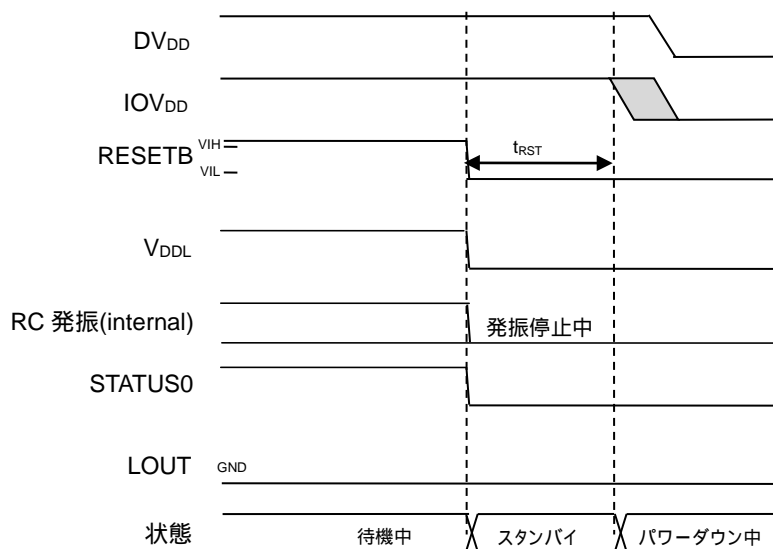 DVDD
IOVDD
RESETB VIH
VIL
tRST
VDDL
RC 発振(internal) 発振停止中
STATUS0
LOUT GND
状態 待機中 スタンバイ パワーダウン中